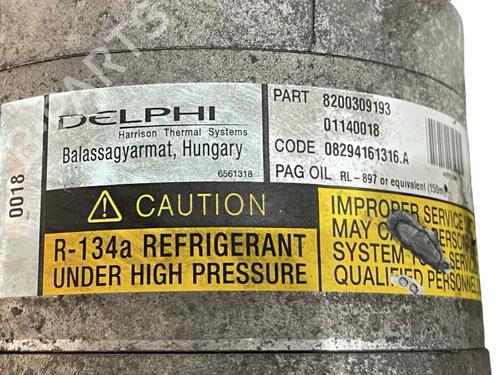 DELPHI
Harrison Thermal Systems
Balassagyarmat, Hungary
6561318
0018
PART 8200309193
01140018
CODE 08294161316.A
PAG OIL RL-897 or equivalent (150m
CAUTION
R-134a REFRIGERANT
UNDER HIGH PRESSURE
IMPROPER SERVICE
MAY
SYSTEM
QUALIFIED PERSONNEL